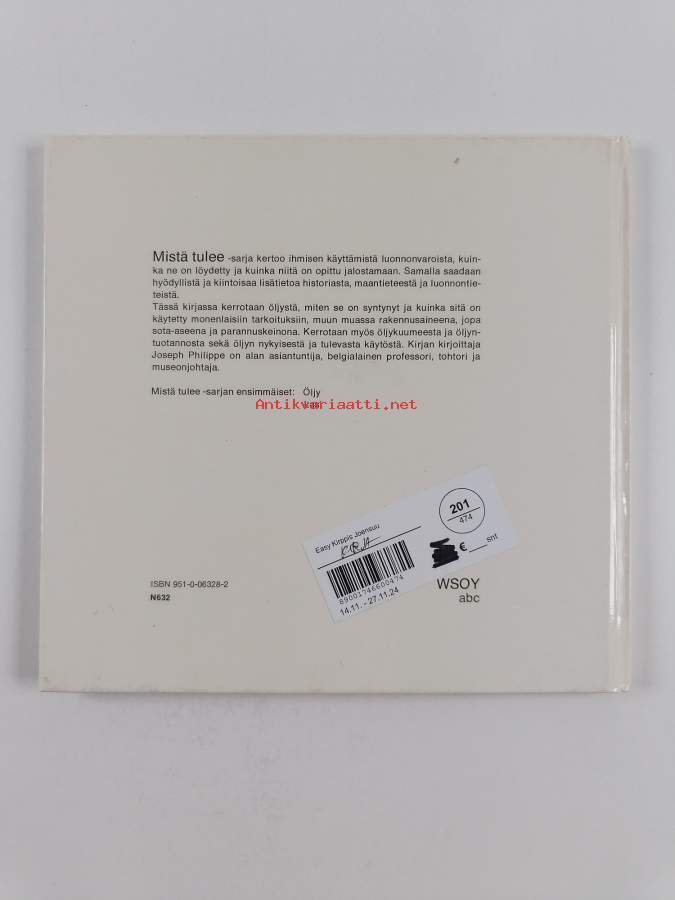 Mistä tulee -sarja kertoo ihmisen käyttämistä luonnonvaroista, kuin-
ka ne on löydetty ja kuinka niitä on opittu jalostamaan. Samalla saadaan
hyödyllistä ja kiintoisaa lisätietoa historiasta, maantieteestä ja luonnontie-
teistä.
Tässä kirjassa kerrotaan öljystä, miten se on syntynyt ja kuinka sitä on
käytetty monenlaisiin tarkoituksiin, muun muassa rakennusaineena, jopa
sota-aseena ja parannuskeinona. Kerrotaan myös öljykuumeesta ja öljyn-
tuotannosta sekä öljyn nykyisestä ja tulevasta käytöstä. Kirjan kirjoittaja
Joseph Philippe on alan asiantuntija, belgialainen professori, tohtori ja
museonjohtaja.
Mistä tulee -sarjan ensimmäiset: Öljy
Antikvariaatti.net
201
474
Easy Kirppis Joensuu
KIRJA
€ __ snt
89001746600474
14.11. - 27.11.24
ISBN 951-0-06328-2
N632
WSOY
abc